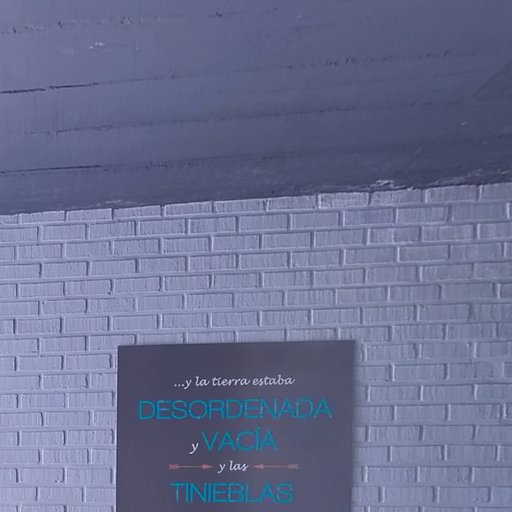 ...y la tierra estaba
DESORDENADA
y VACÍA
y las
TINIEBLAS